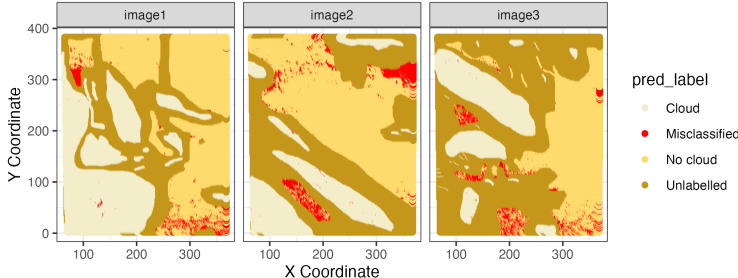 image1 image2 image3
400
300
200
100
0
Y Coordinate
100 200 300 100 200 300 100 200 300
X Coordinate
pred_label
Cloud
Misclassified
No cloud
Unlabelled